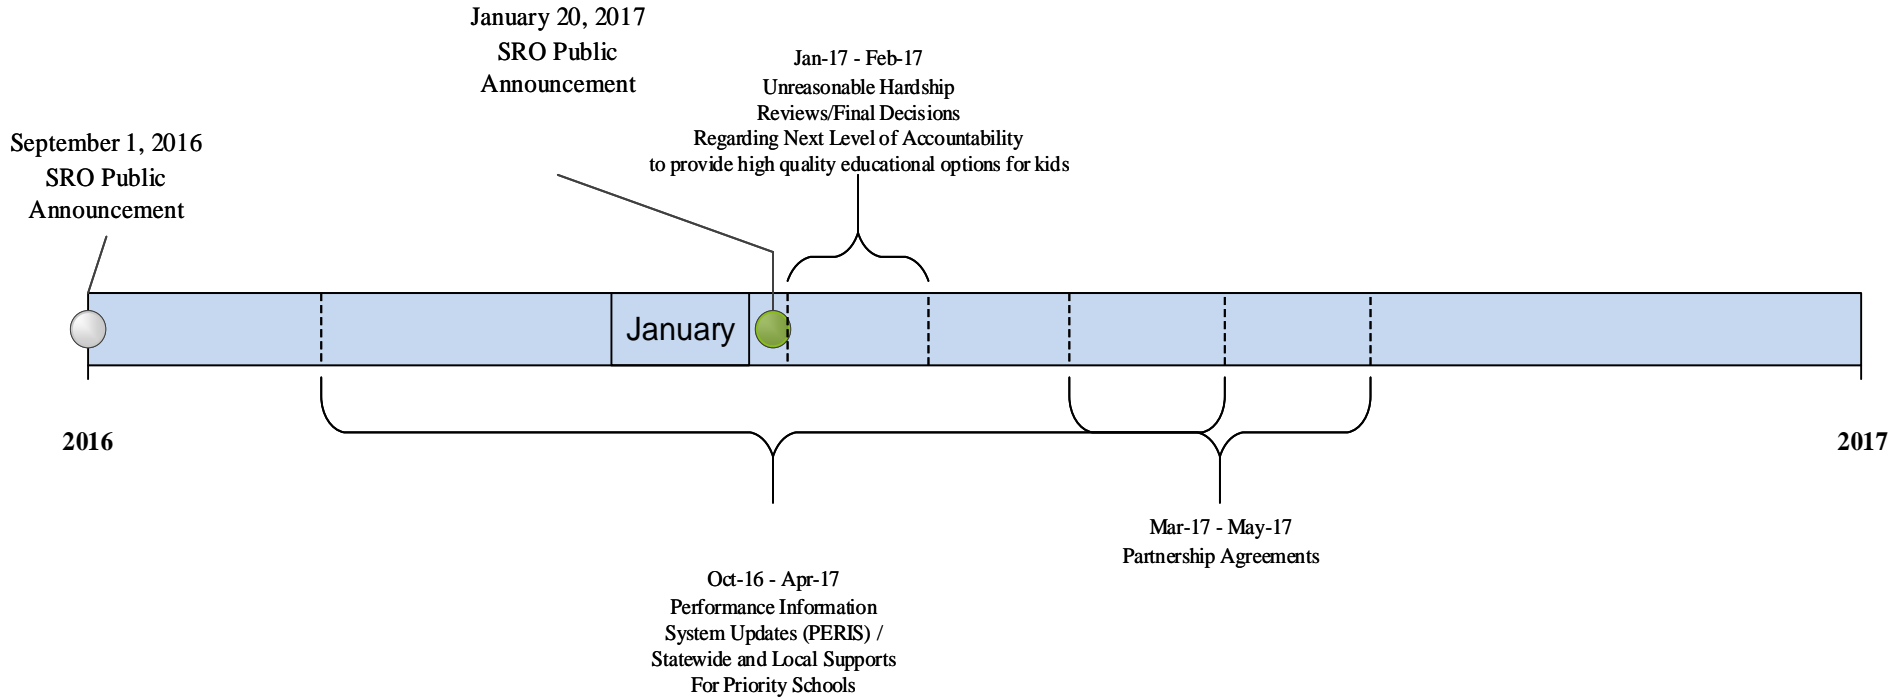 January 20, 2017
SRO Public
Announcement
Jan-17 - Feb-17
Unreasonable Hardship
Reviews/Final Decisions
Regarding Next Level of Accountability
to provide high quality educational options for kids
September 1, 2016
SRO Public
Announcement
January
2016
2017
Mar-17 - May-17
Partnership Agreements
Oct-16 - Apr-17
Performance Information
System Updates (PERIS) /
Statewide and Local Supports
For Priority Schools